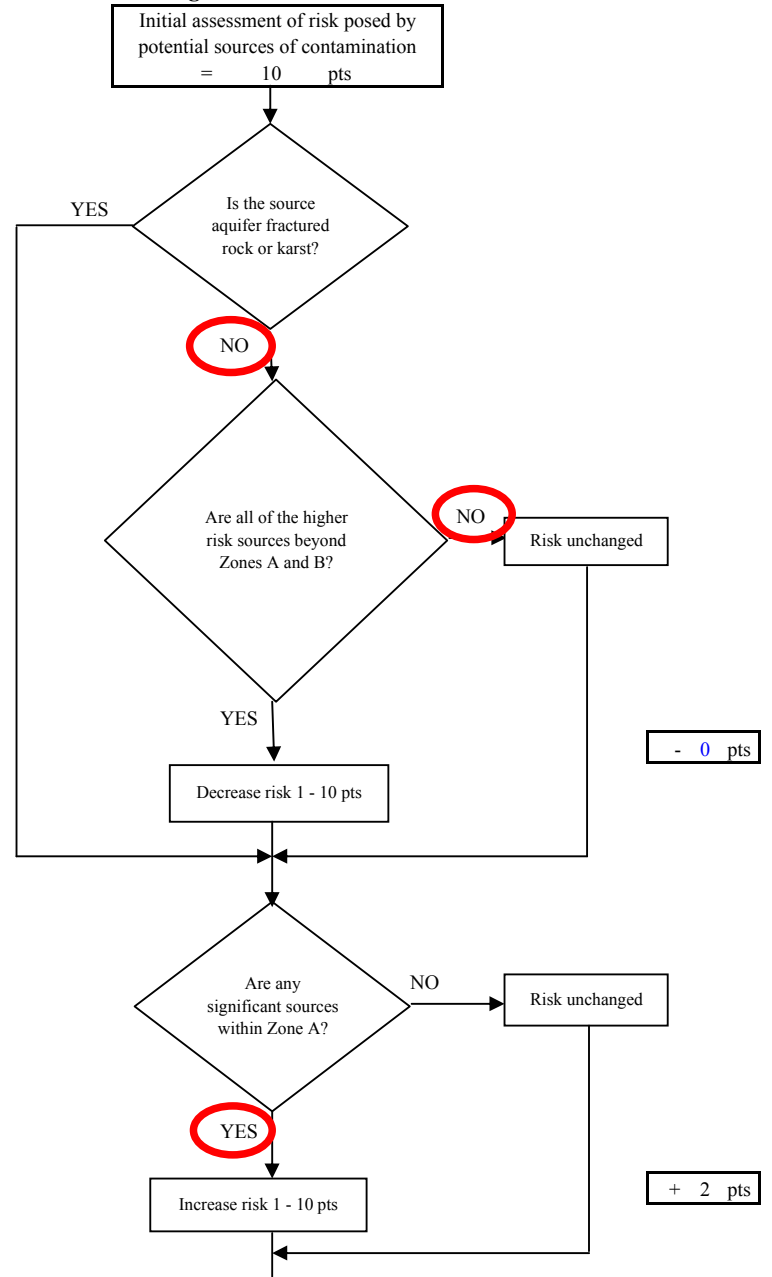 Initial assessment of risk posed by
potential sources of contamination
= 10 pts
YES
Is the source
aquifer fractured
rock or karst?
NO
Are all of the higher
risk sources beyond
Zones A and B?
NO
Risk unchanged
YES
- 0 pts
Decrease risk 1 - 10 pts
Are any
significant sources
within Zone A?
NO
Risk unchanged
YES
+ 2 pts
Increase risk 1 - 10 pts